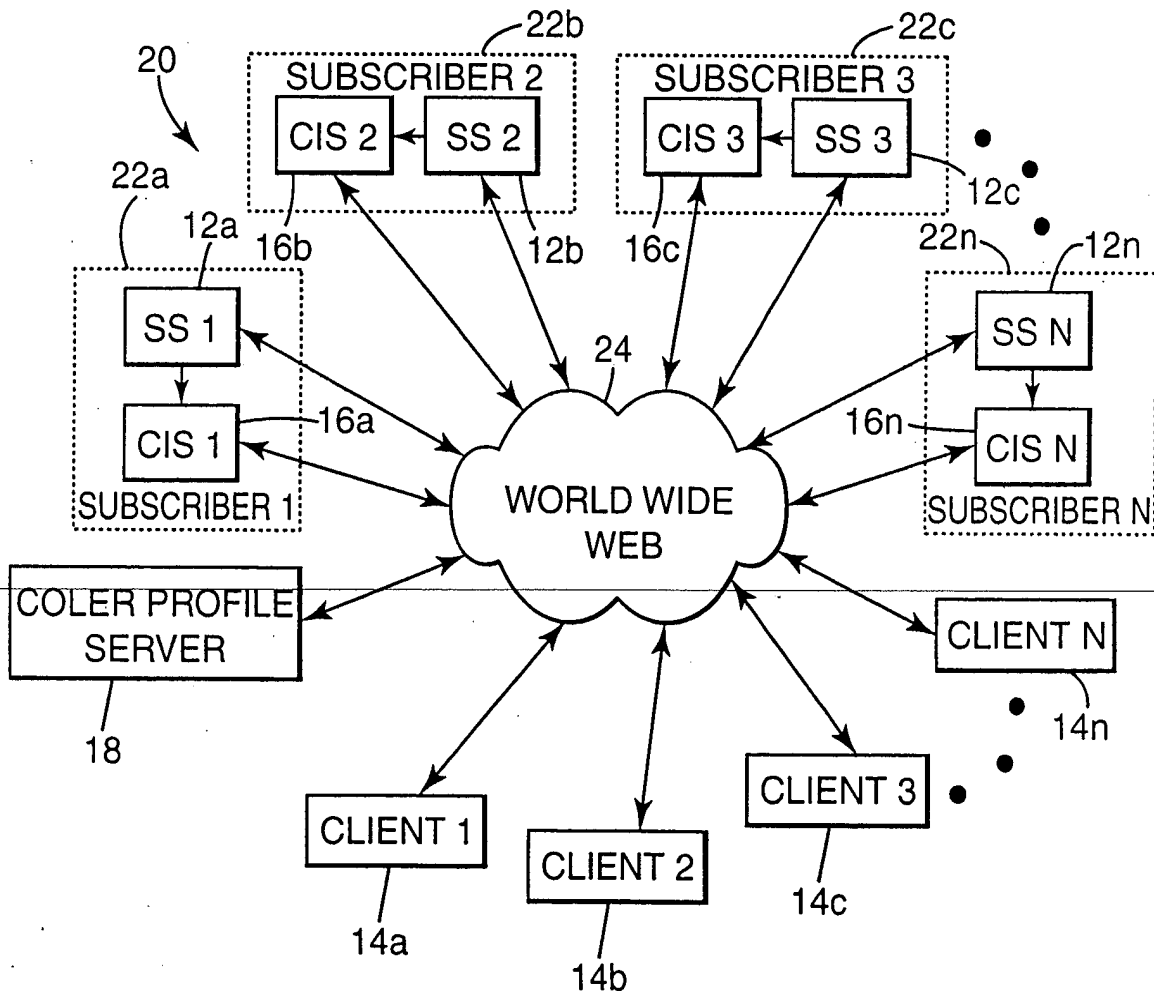 22b
22c
20
SUBSCRIBER 2
SUBSCRIBER 3
CIS 2
SS 2
CIS 3
SS 3
22a
12a
16b
12b
16c
12c
22n
12n
SS 1
SS N
24
CIS 1
16a
16n
CIS N
SUBSCRIBER 1
SUBSCRIBER N
WORLD WIDE
WEB
COLER PROFILE
SERVER
CLIENT N
18
14n
CLIENT 3
CLIENT 1
CLIENT 2
14c
14a
14b